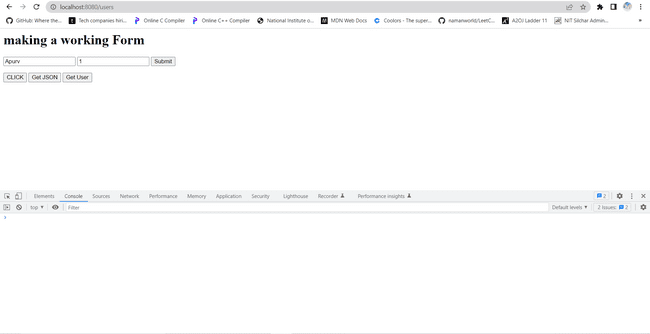 localhost:8080/users
GitHub: Where the... Tech companies hiri... Online C Compiler Online C++ Compiler National Institute o... MDN Web Docs Coolors - The super... namanworld/LeetC... A2OJ Ladder 11 NIT Silchar Admin... »
making a working Form
Apurv 1 Submit
CLICK Get JSON Get User
Elements Console Sources Network Performance Memory Application Security Lighthouse Recorder Performance insights 2
top Filter Default levels 2 Issues: 2